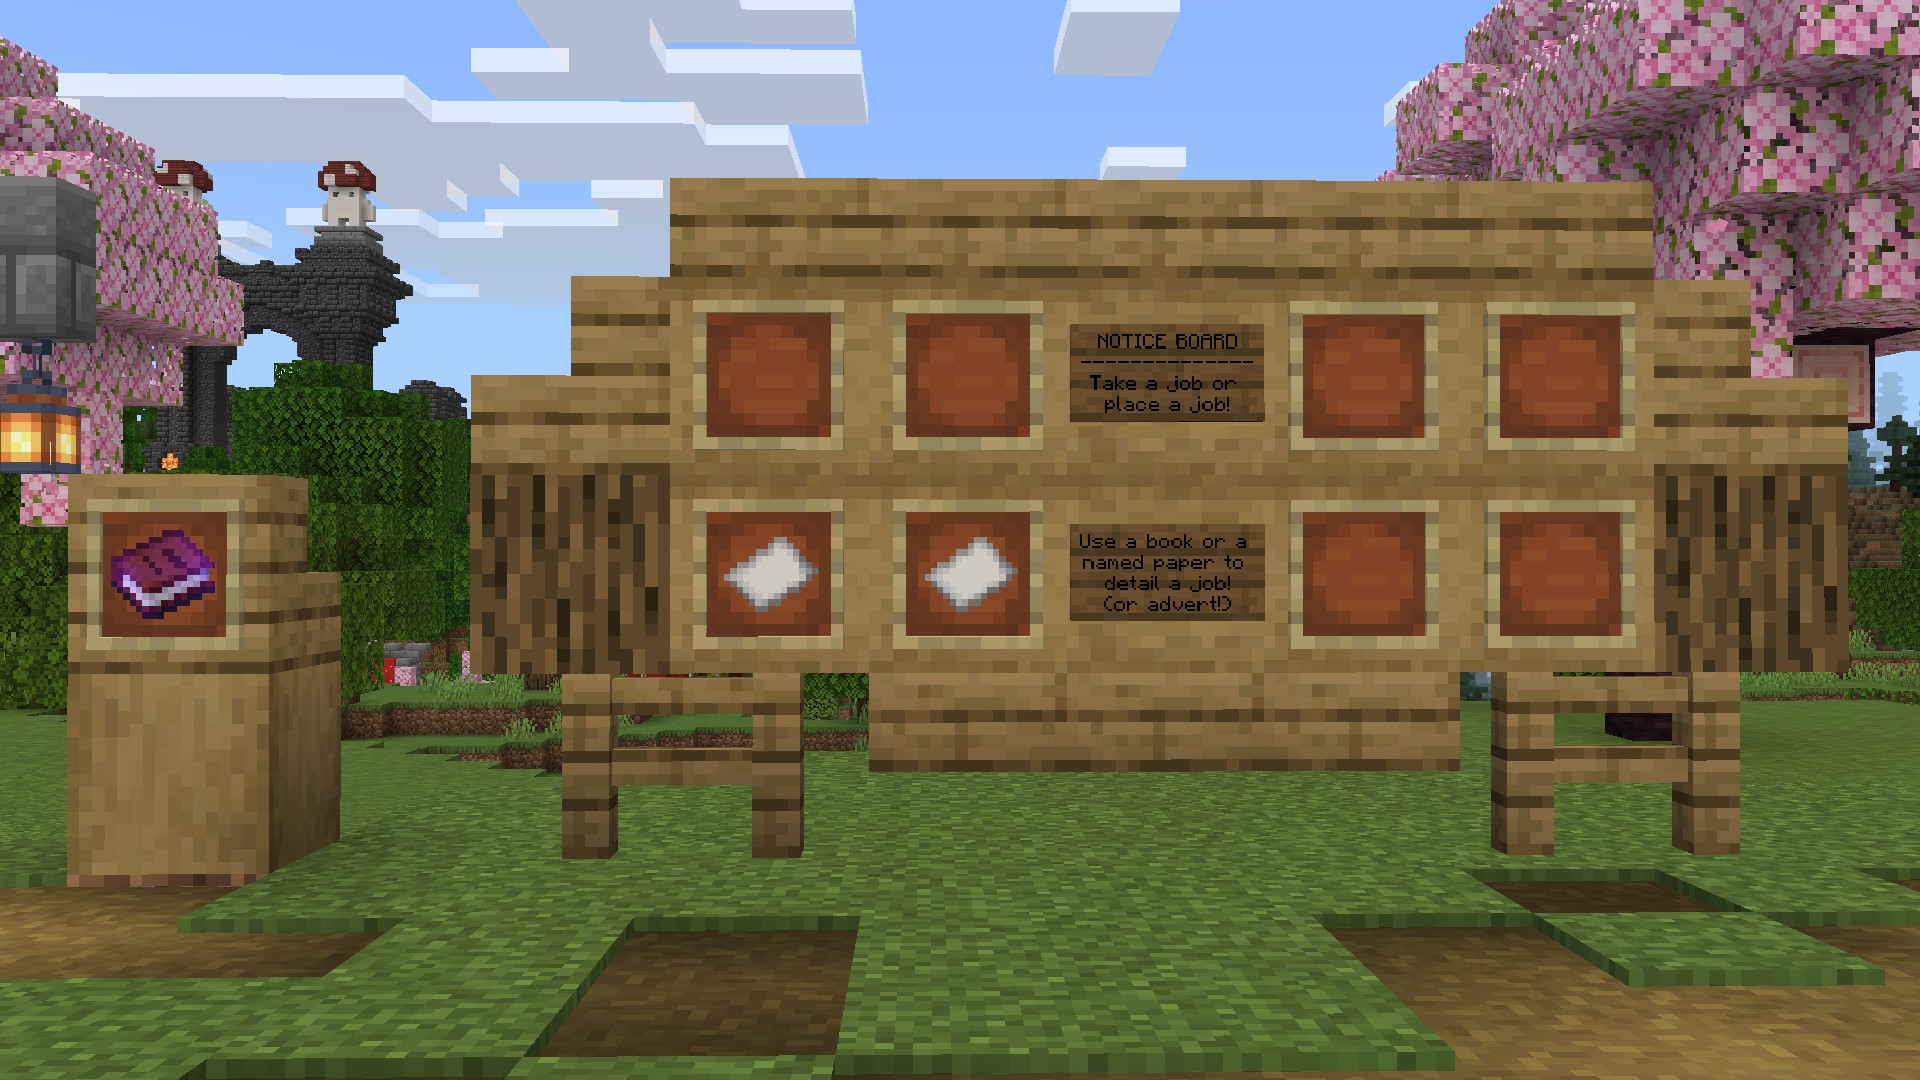 NOTICE BOARD
--------------
Take a job or
place a job!
Use a book or a
named paper to
detail a job!
(or advert!)